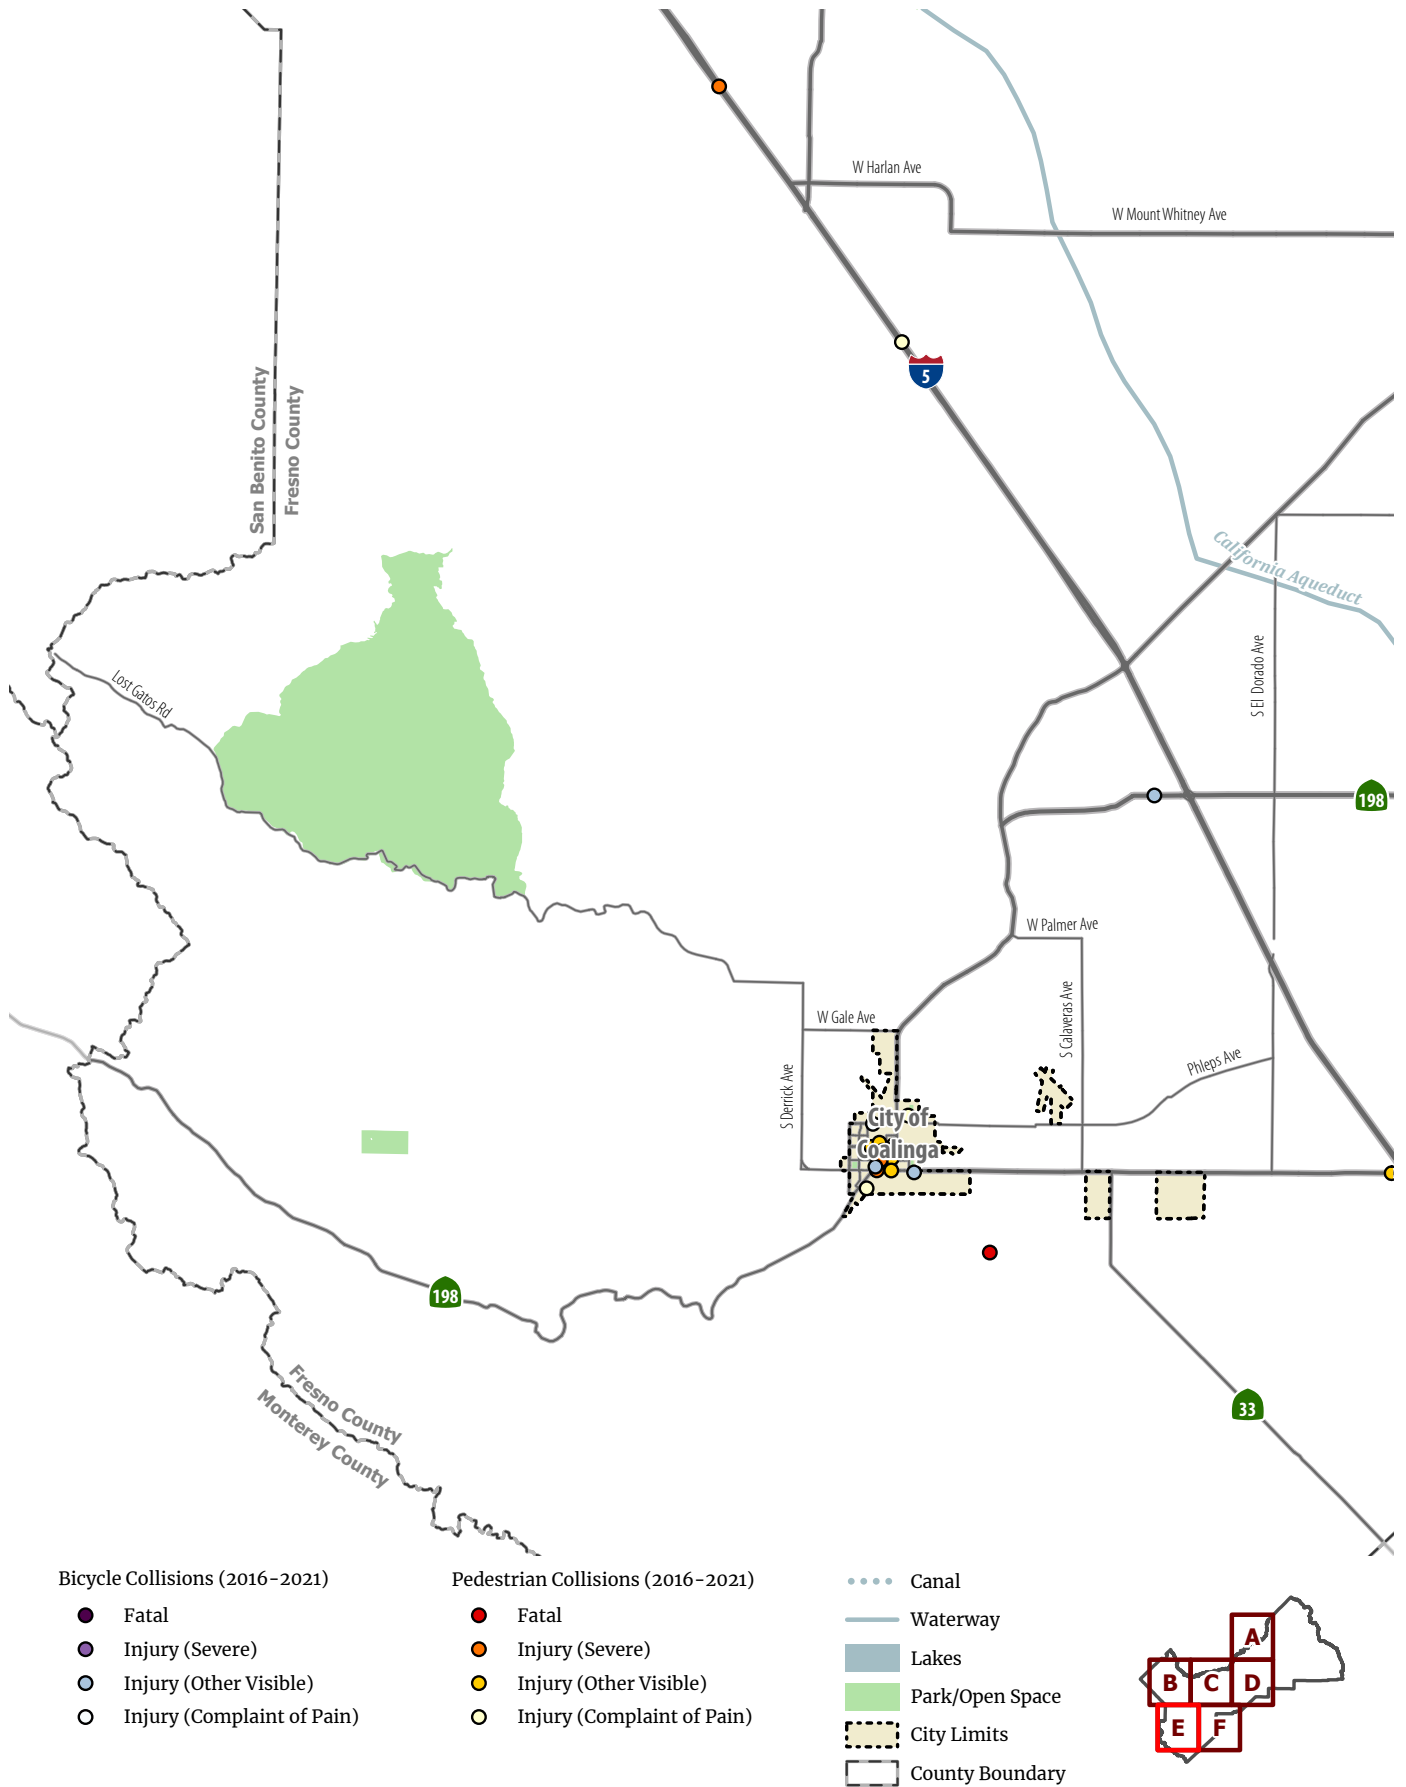 W Harlan Ave
W Mount Whitney Ave
5
San Benito County
Fresno County
California Aqueduct
S El Dorado Ave
Lost Gatos Rd
198
W Palmer Ave
S Calaveras Ave
W Gale Ave
Phleps Ave
S Derrick Ave
City of
Coalinga
198
33
Fresno County
Monterey County
Bicycle Collisions (2016-2021)
Fatal
Injury (Severe)
Injury (Other Visible)
Injury (Complaint of Pain)
Pedestrian Collisions (2016-2021)
Fatal
Injury (Severe)
Injury (Other Visible)
Injury (Complaint of Pain)
Canal
Waterway
Lakes
Park/Open Space
City Limits
County Boundary
A
B C D
E F